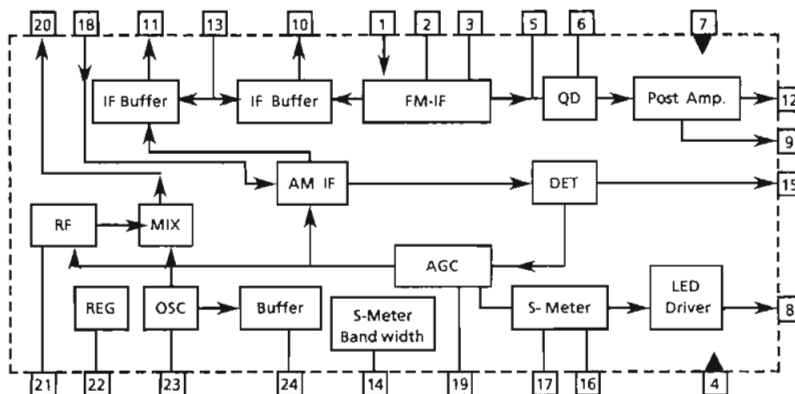 20 18 11 13 10 1 2 3 5 6 7
IF Buffer IF Buffer FM-IF QD Post Amp. 12
9
AM IF DET 15
RF MIX
AGC
REG OSC Buffer S-Meter
Band width
S-Meter LED
Driver 8
21 22 23 24 14 19 17 16 4